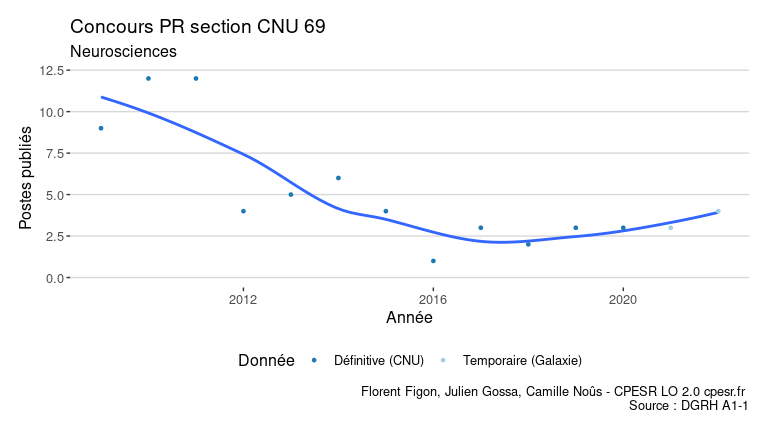 Concours PR section CNU 69
Neurosciences
Postes publiés
12.5
10.0
7.5
5.0
2.5
0.0
2012 2016 2020
Année
Donnée Définitive (CNU) Temporaire (Galaxie)
Florent Figon, Julien Gossa, Camille Noûs - CPESR LO 2.0 cpesr.fr
Source : DGRH A1-1